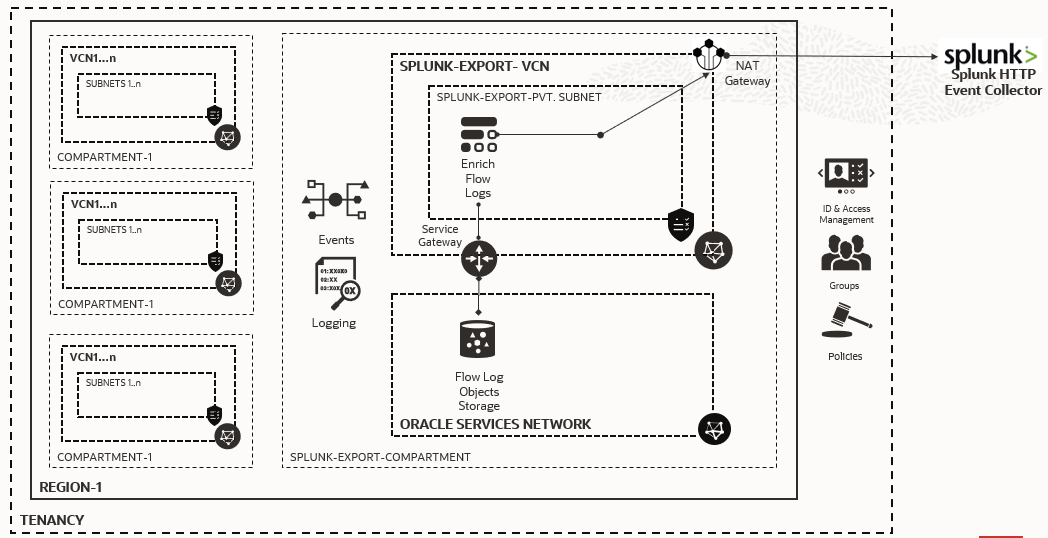 VCN1...n
SUBNETS 1..n
COMPARTMENT-1
VCN1...n
SUBNETS 1..n
COMPARTMENT-1
VCN1...n
SUBNETS 1..n
COMPARTMENT-1
REGION-1
TENANCY
Events
01:XX0X0
02:XX
03:X0X
0X
Logging
SPLUNK-EXPORT- VCN
SPLUNK-EXPORT-PVT. SUBNET
Enrich
Flow
Logs
Service
Gateway
NAT
Gateway
Flow Log
Objects
Storage
ORACLE SERVICES NETWORK
SPLUNK-EXPORT-COMPARTMENT
splunk>
Splunk HTTP
Event Collector
ID & Access
Management
Groups
Policies